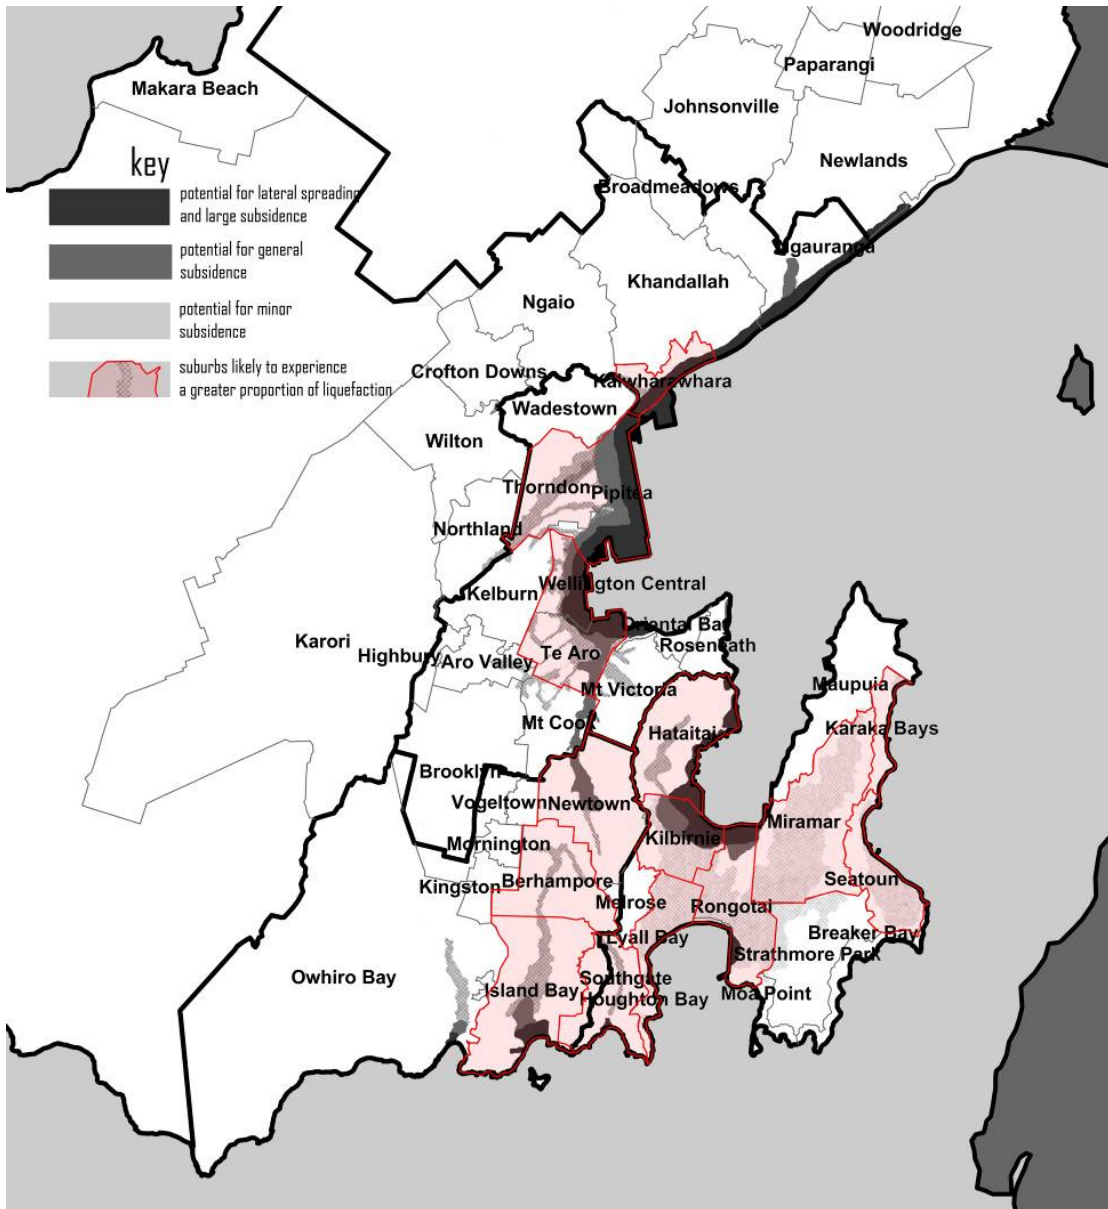 Woodridge
Paparangi
Makara Beach
Johnsonville
key
Newlands
Broadmeadows
potential for lateral spreading
and large subsidence
Ngauranga
potential for general
subsidence
Khandallah
Ngaio
potential for minor
subsidence
suburbs likely to experience
a greater proportion of liquefaction
Crofton Downs
Kaiwharawhara
Wadestown
Wilton
Thorndon
Pipitea
Northland
Wellington Central
Kelburn
Oriental Bay
Karori
Highbury
Aro Valley
Te Aro
Roseneath
Mt Victoria
Maupuia
Mt Cook
Hataitai
Karaka Bays
Brooklyn
Vogeltown
Newtown
Miramar
Mornington
Kilbirnie
Kingston
Berhampore
Seatoun
Melrose
Rongotai
Lyall Bay
Breaker Bay
Strathmore Park
Owhiro Bay
Southgate
Island Bay
Houghton Bay
Moa Point